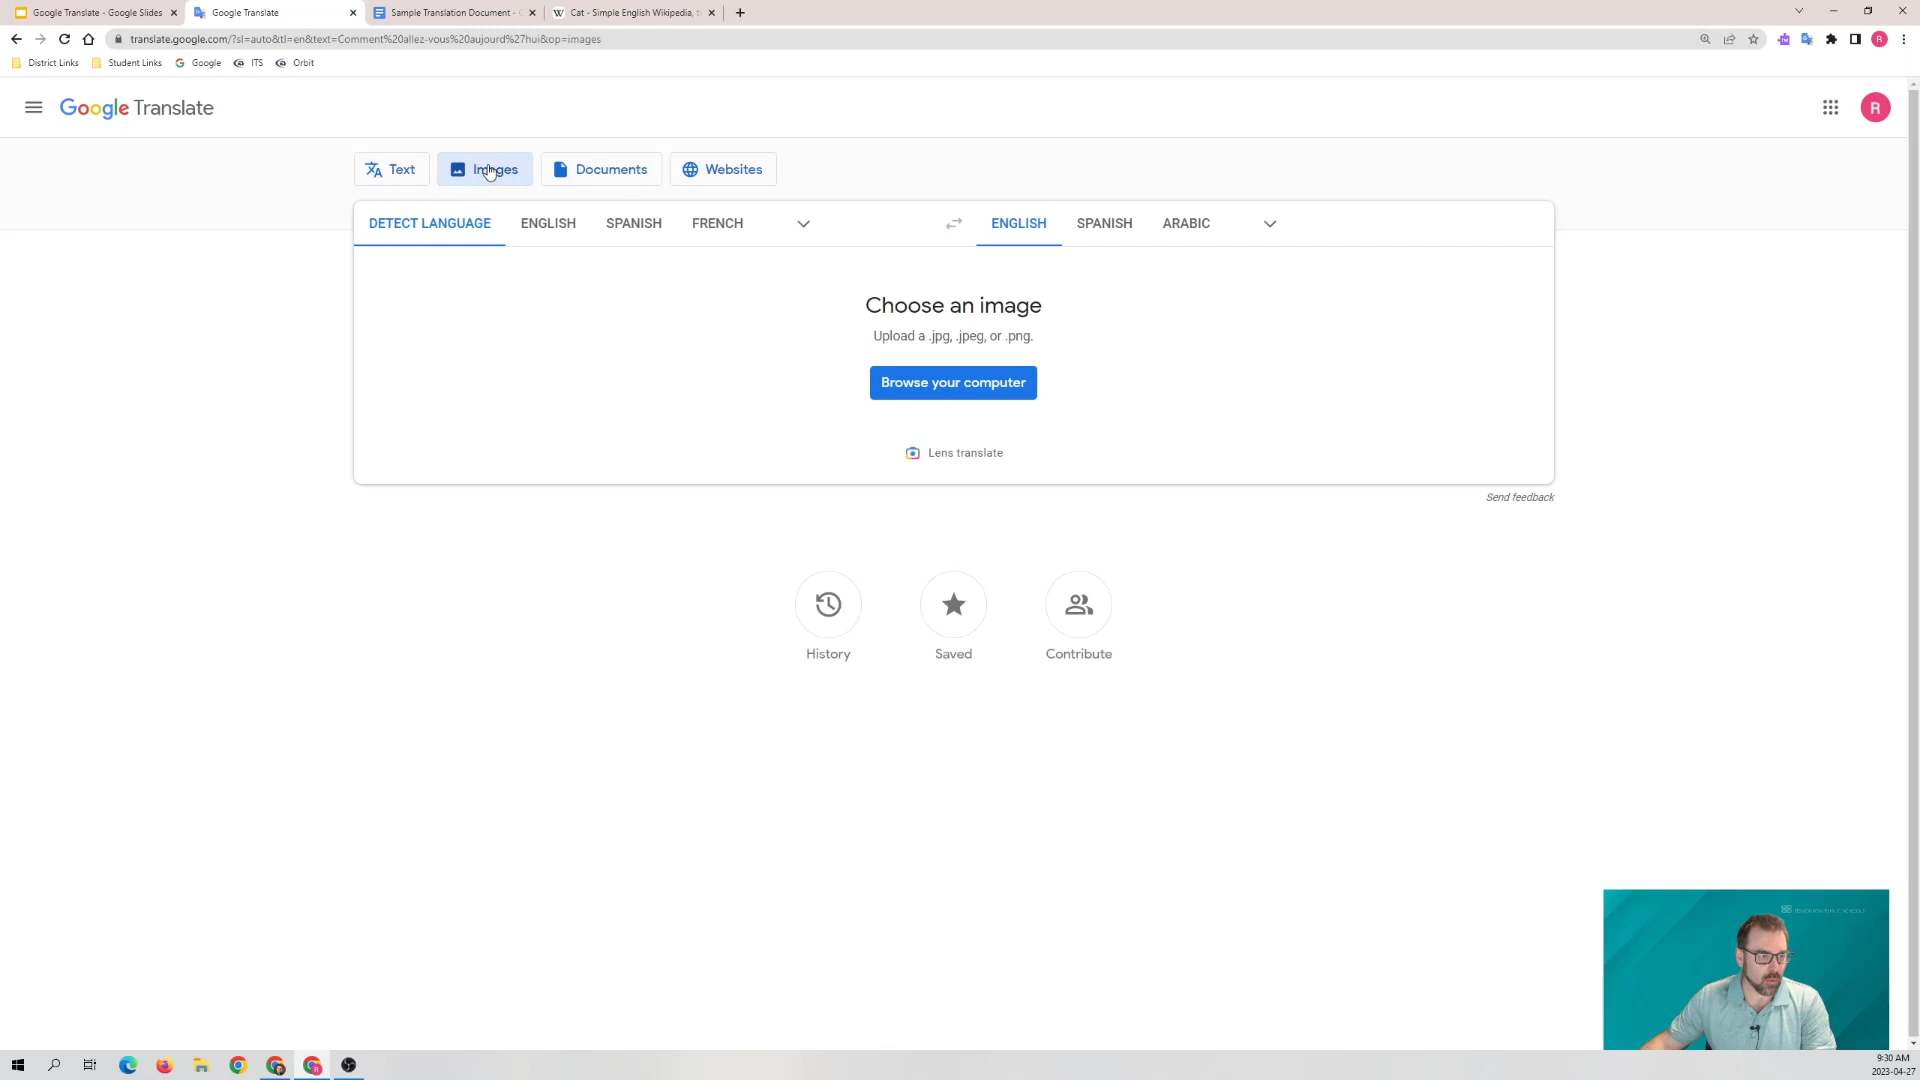 Google Translate - Google Slides
Google Translate
Sample Translation Document -
Cat - Simple English Wikipedia,
translate.google.com/?sl=auto&tl=en&text=Comment%20allez-vous%20aujourd%27hui&op=images
R
District Links
Student Links
Google
ITS
Orbit
Google Translate
R
Text
Images
Documents
Websites
DETECT LANGUAGE
ENGLISH
SPANISH
FRENCH
ENGLISH
SPANISH
ARABIC
Choose an image
Upload a .jpg, .jpeg, or .png.
Browse your computer
Lens translate
Send feedback
History
Saved
Contribute
9:30 AM
2023-04-27